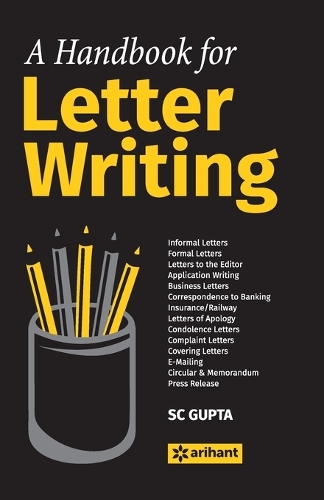 A Handbook for
Letter
Writing
Informal Letters
Formal Letters
Letters to the Editor
Application Writing
Business Letters
Correspondence to Banking
Insurance/Railway
Letters of Apology
Condolence Letters
Complaint Letters
Covering Letters
E-Mailing
Circular & Memorandum
Press Release
SC GUPTA
arihant